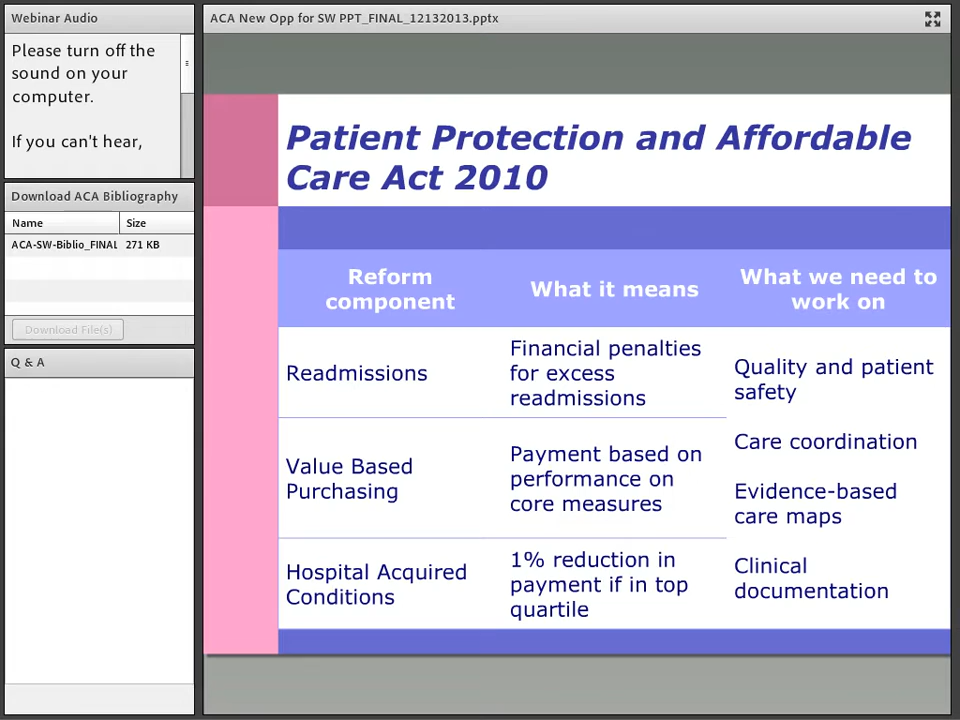 Webinar Audio
Please turn off the
sound on your
computer.
If you can't hear,
Download ACA Bibliography
Name Size
ACA-SW-Biblio_FINAL 271 KB
Download File(s)
Q & A
ACA New Opp for SW PPT_FINAL_12132013.pptx
Patient Protection and Affordable
Care Act 2010
Reform
component
What it means
What we need to
work on
Readmissions
Financial penalties
for excess
readmissions
Value Based
Purchasing
Payment based on
performance on
core measures
Hospital Acquired
Conditions
1% reduction in
payment if in top
quartile
Quality and patient
safety
Care coordination
Evidence-based
care maps
Clinical
documentation